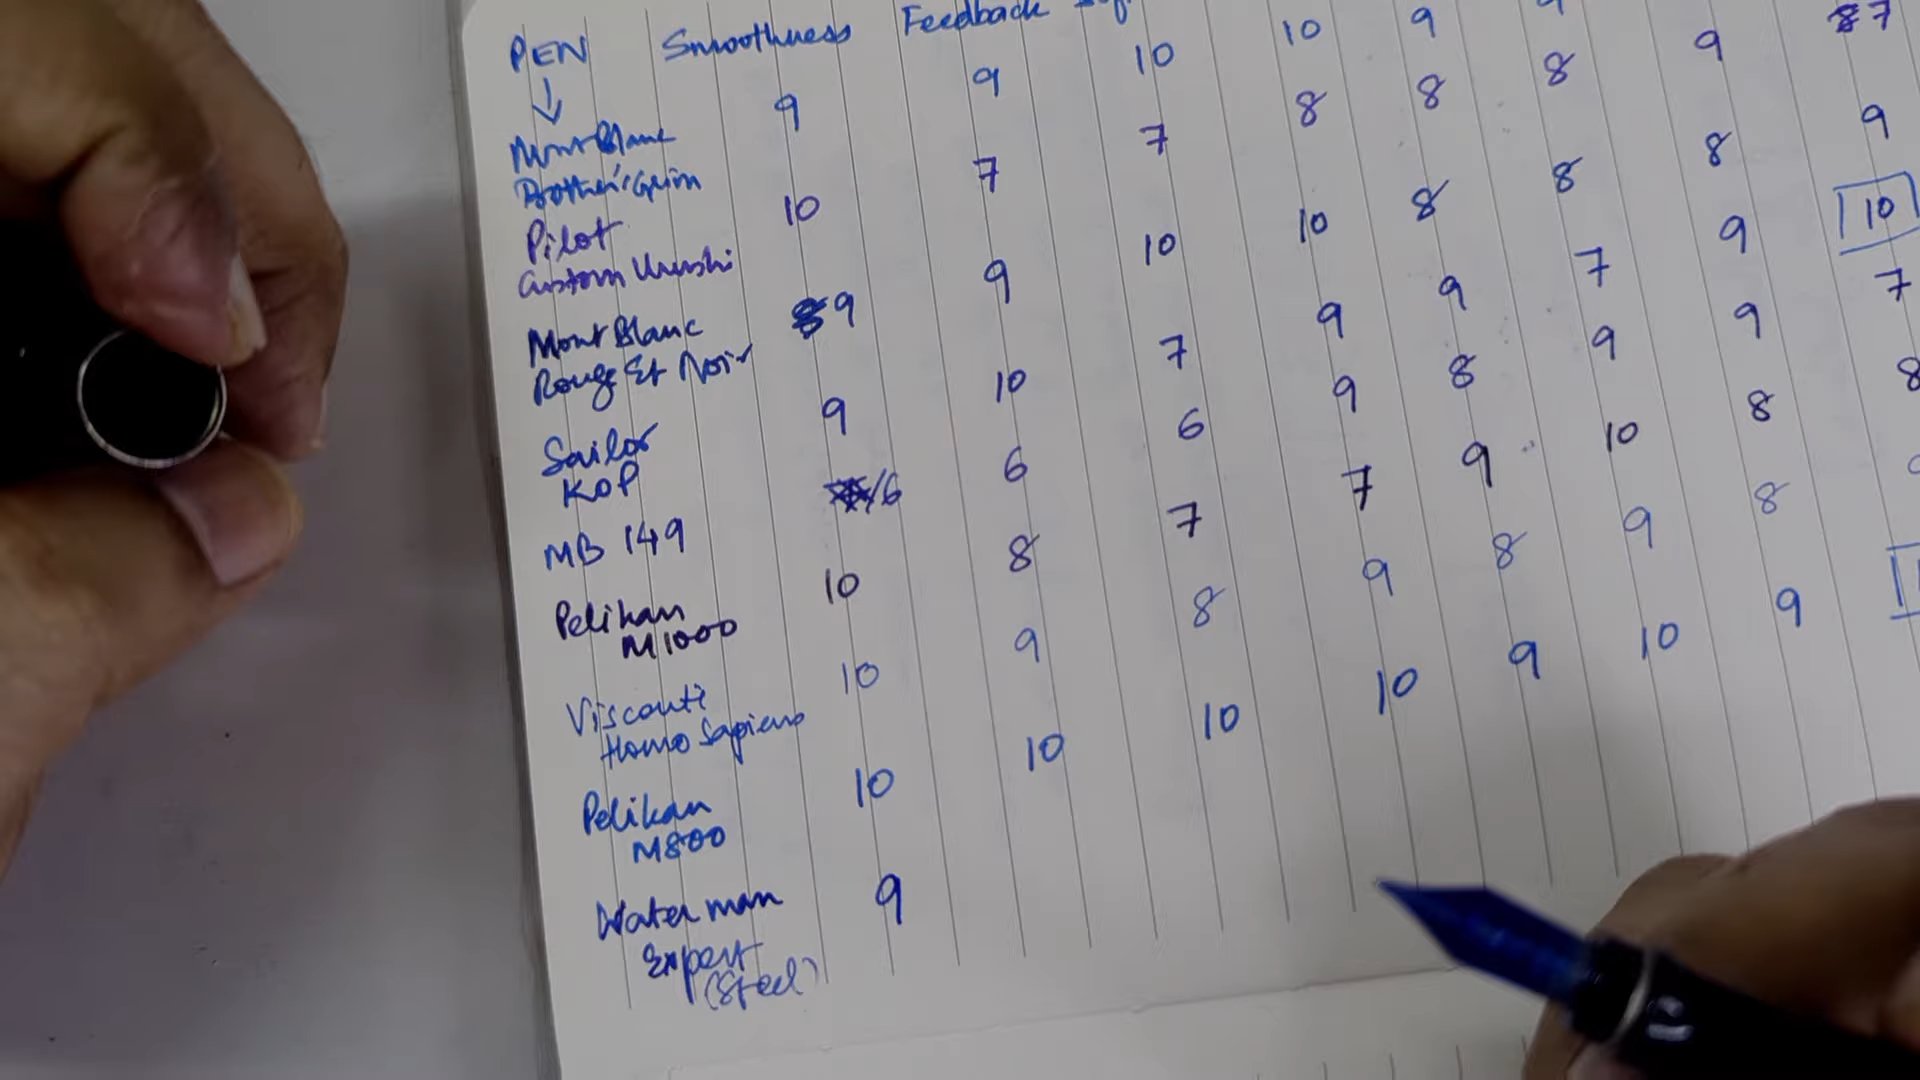 PEN Smoothness Feedback
Mont Blanc 9 9 10 10 9
Brother's Grim
Pilot 10 7 7 8 8 8 9 7
Custom Urushi
Mont Blanc 9 9 10 10 8 8 8 9
Rouge Et Noir
Sailor 9 10 7 9 9 7 9 10
KOP
MB 149 6 6 6 9 8 9 9 7
Pelikan 10 8 7 7 9 10 8 8
M1000
Visconti 10 9 8 9 8 9 8
Homo Sapiens
Pelikan 10 10 10 10 9 10 9
M800
Waterman 9
Expert
(Steel)